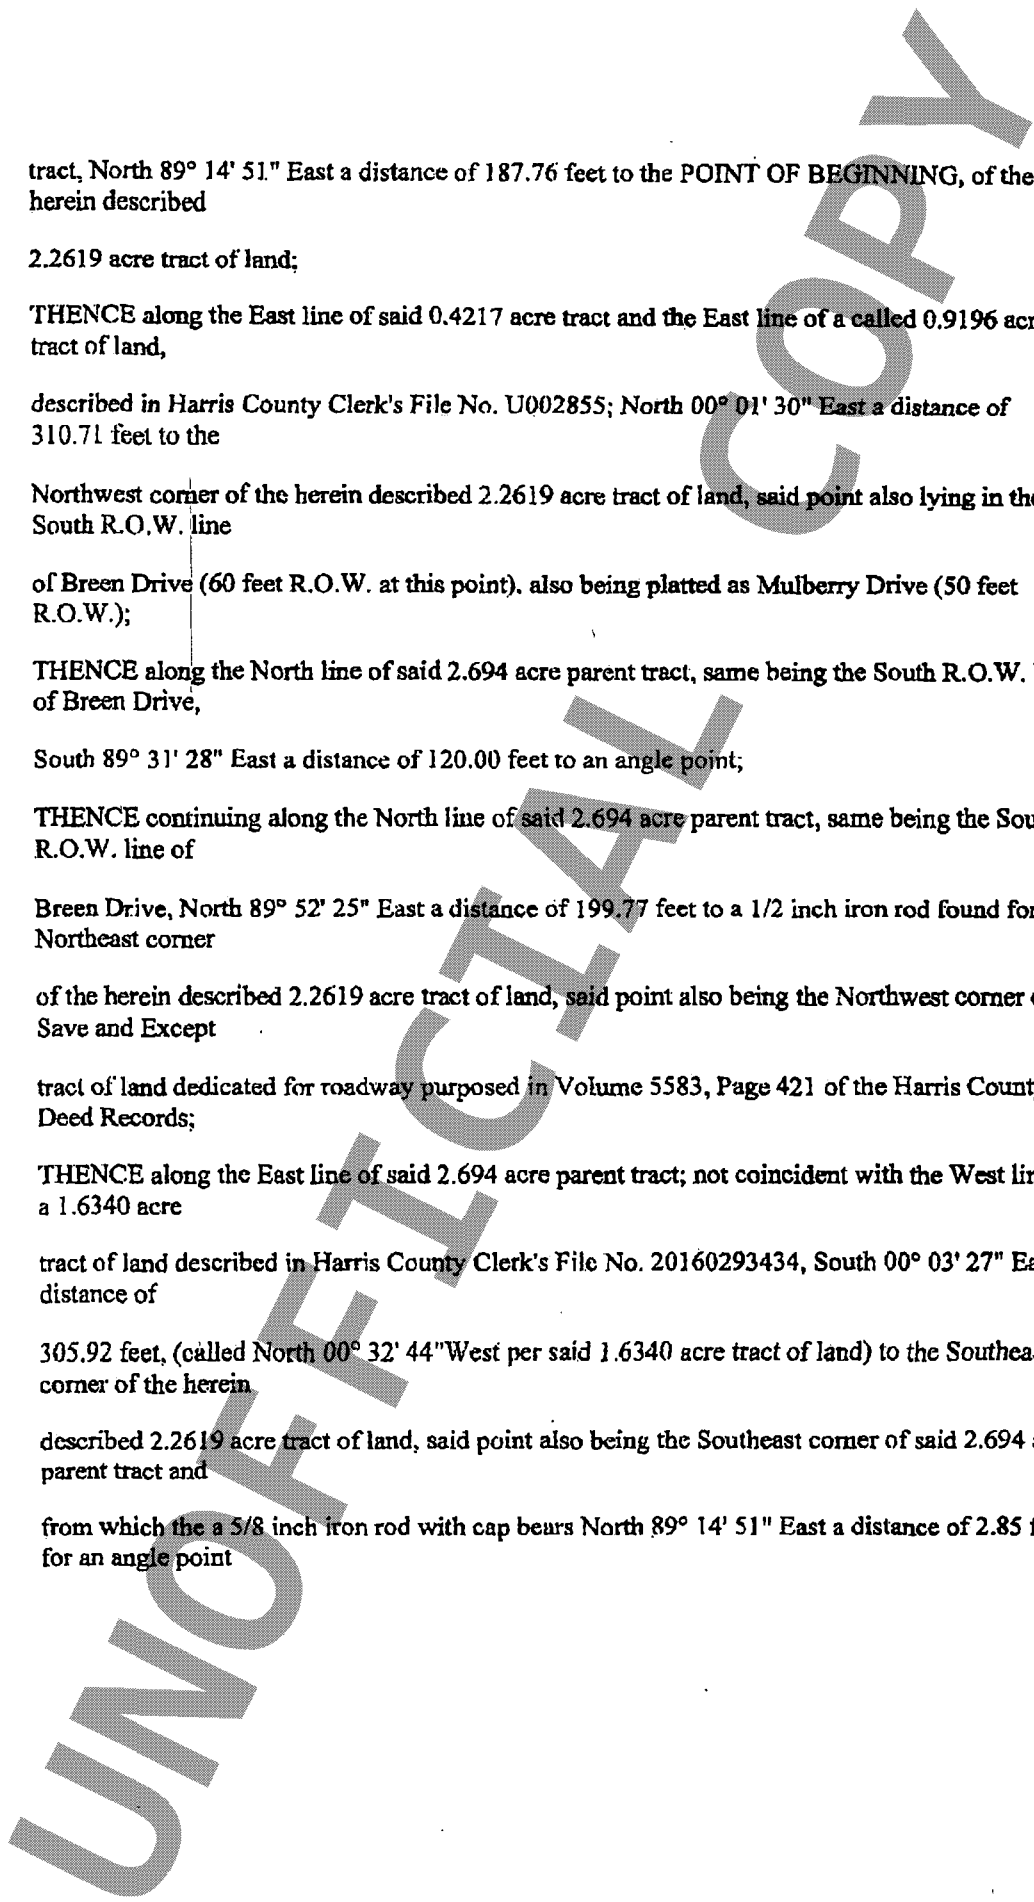 tract, North 89° 14' 51" East a distance of 187.76 feet to the POINT OF BEGINNING, of the
herein described
2.2619 acre tract of land;
THENCE along the East line of said 0.4217 acre tract and the East line of a called 0.9196 acr
tract of land,
described in Harris County Clerk's File No. U002855; North 00° 01' 30" East a distance of
310.71 feet to the
Northwest corner of the herein described 2.2619 acre tract of land, said point also lying in the
South R.O.W. line
of Breen Drive (60 feet R.O.W. at this point), also being platted as Mulberry Drive (50 feet
R.O.W.);
THENCE along the North line of said 2.694 acre parent tract, same being the South R.O.W.
of Breen Drive,
South 89° 31' 28" East a distance of 120.00 feet to an angle point;
THENCE continuing along the North line of said 2.694 acre parent tract, same being the Sou
R.O.W. line of
Breen Drive, North 89° 52' 25" East a distance of 199.77 feet to a 1/2 inch iron rod found for
Northeast corner
of the herein described 2.2619 acre tract of land, said point also being the Northwest corner
Save and Except
tract of land dedicated for roadway purposed in Volume 5583, Page 421 of the Harris Count
Deed Records;
THENCE along the East line of said 2.694 acre parent tract; not coincident with the West lin
a 1.6340 acre
tract of land described in Harris County Clerk's File No. 20160293434, South 00° 03' 27" Ea
distance of
305.92 feet, (called North 00° 32' 44"West per said 1.6340 acre tract of land) to the Southea
corner of the herein
described 2.2619 acre tract of land, said point also being the Southeast corner of said 2.694
parent tract and
from which the a 5/8 inch iron rod with cap bears North 89° 14' 51" East a distance of 2.85 f
for an angle point
UNOFFICIAL COPY